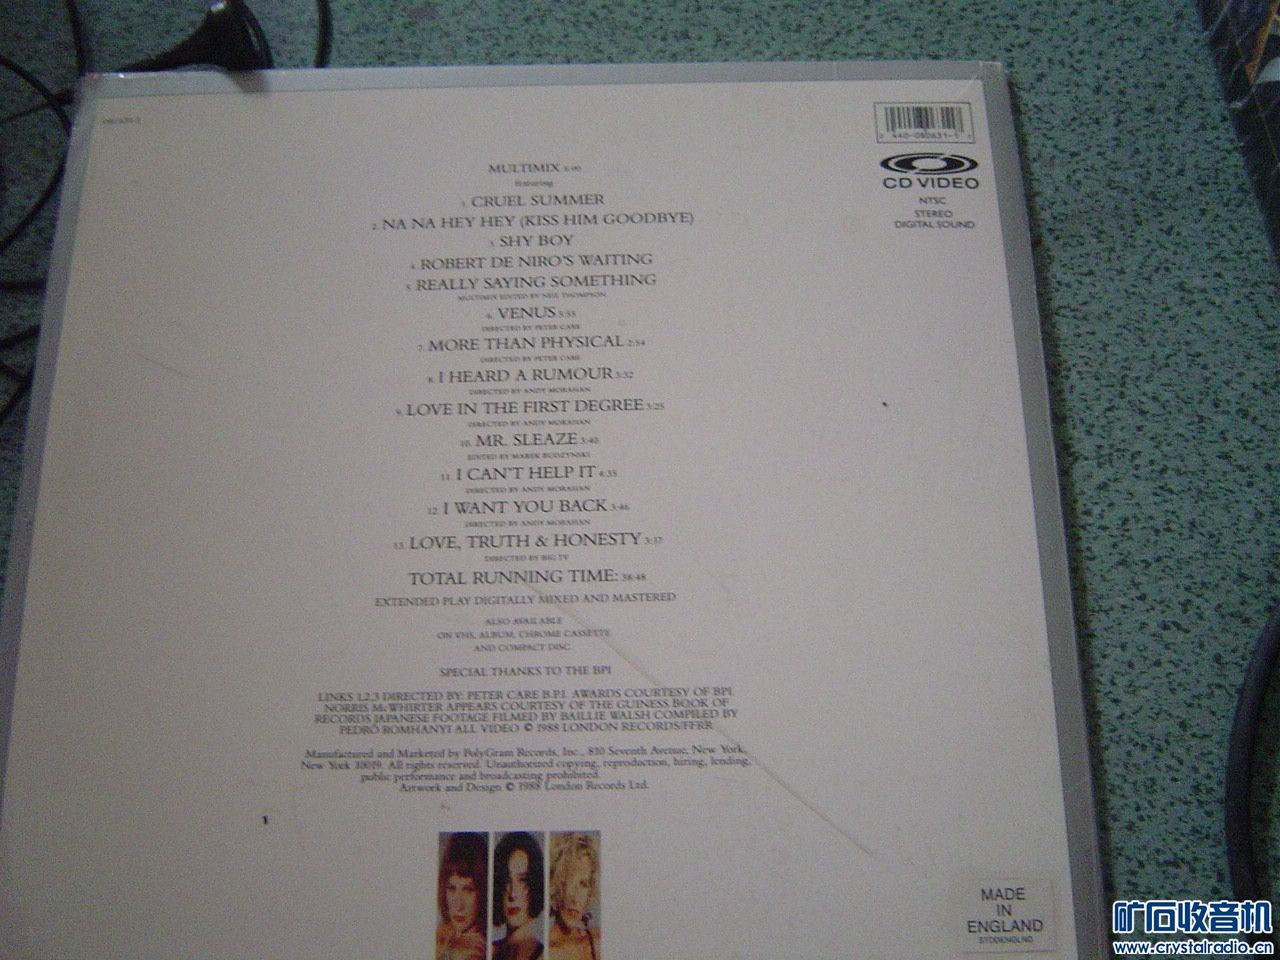 MULTIMIX
featuring
1. CRUEL SUMMER
2. NA NA HEY HEY (KISS HIM GOODBYE)
3. SHY BOY
4. ROBERT DE NIRO'S WAITING
5. REALLY SAYING SOMETHING
MULTIMIX EDITED BY NEIL THOMPSON
6. VENUS
DIRECTED BY PETER CARE
7. MORE THAN PHYSICAL 2:54
DIRECTED BY PETER CARE
8. I HEARD A RUMOUR 3:32
DIRECTED BY ANDY MORAHAN
9. LOVE IN THE FIRST DEGREE 3:25
DIRECTED BY ANDY MORAHAN
10. MR. SLEAZE 3:40
EDITED BY MAREK BUDZYNSKI
11. I CAN'T HELP IT 4:35
DIRECTED BY ANDY MORAHAN
12. I WANT YOU BACK 3:46
DIRECTED BY ANDY MORAHAN
13. LOVE, TRUTH & HONESTY 3:17
DIRECTED BY BIG TV
TOTAL RUNNING TIME: 38:48
EXTENDED PLAY DIGITALLY MIXED AND MASTERED
ALSO AVAILABLE
ON VHS, ALBUM, CHROME CASSETTE
AND COMPACT DISC
SPECIAL THANKS TO THE BPI
LINKS 1,2,3 DIRECTED BY: PETER CARE B.P.I. AWARDS COURTESY OF BPI.
NORRIS McWHIRTER APPEARS COURTESY OF THE GUINESS BOOK OF
RECORDS JAPANESE FOOTAGE FILMED BY BAILLIE WALSH COMPILED BY
PEDRO ROMHANYI ALL VIDEO © 1988 LONDON RECORDS/FFRR
Manufactured and Marketed by PolyGram Records, Inc., 810 Seventh Avenue, New York,
New York 10019. All rights reserved. Unauthorized copying, reproduction, hiring, lending,
public performance and broadcasting prohibited.
Artwork and Design © 1988 London Records Ltd.
1
CD VIDEO
NTSC
STEREO
DIGITAL SOUND
MADE
IN
ENGLAND
矿石收音机
www.crystalradio.cn